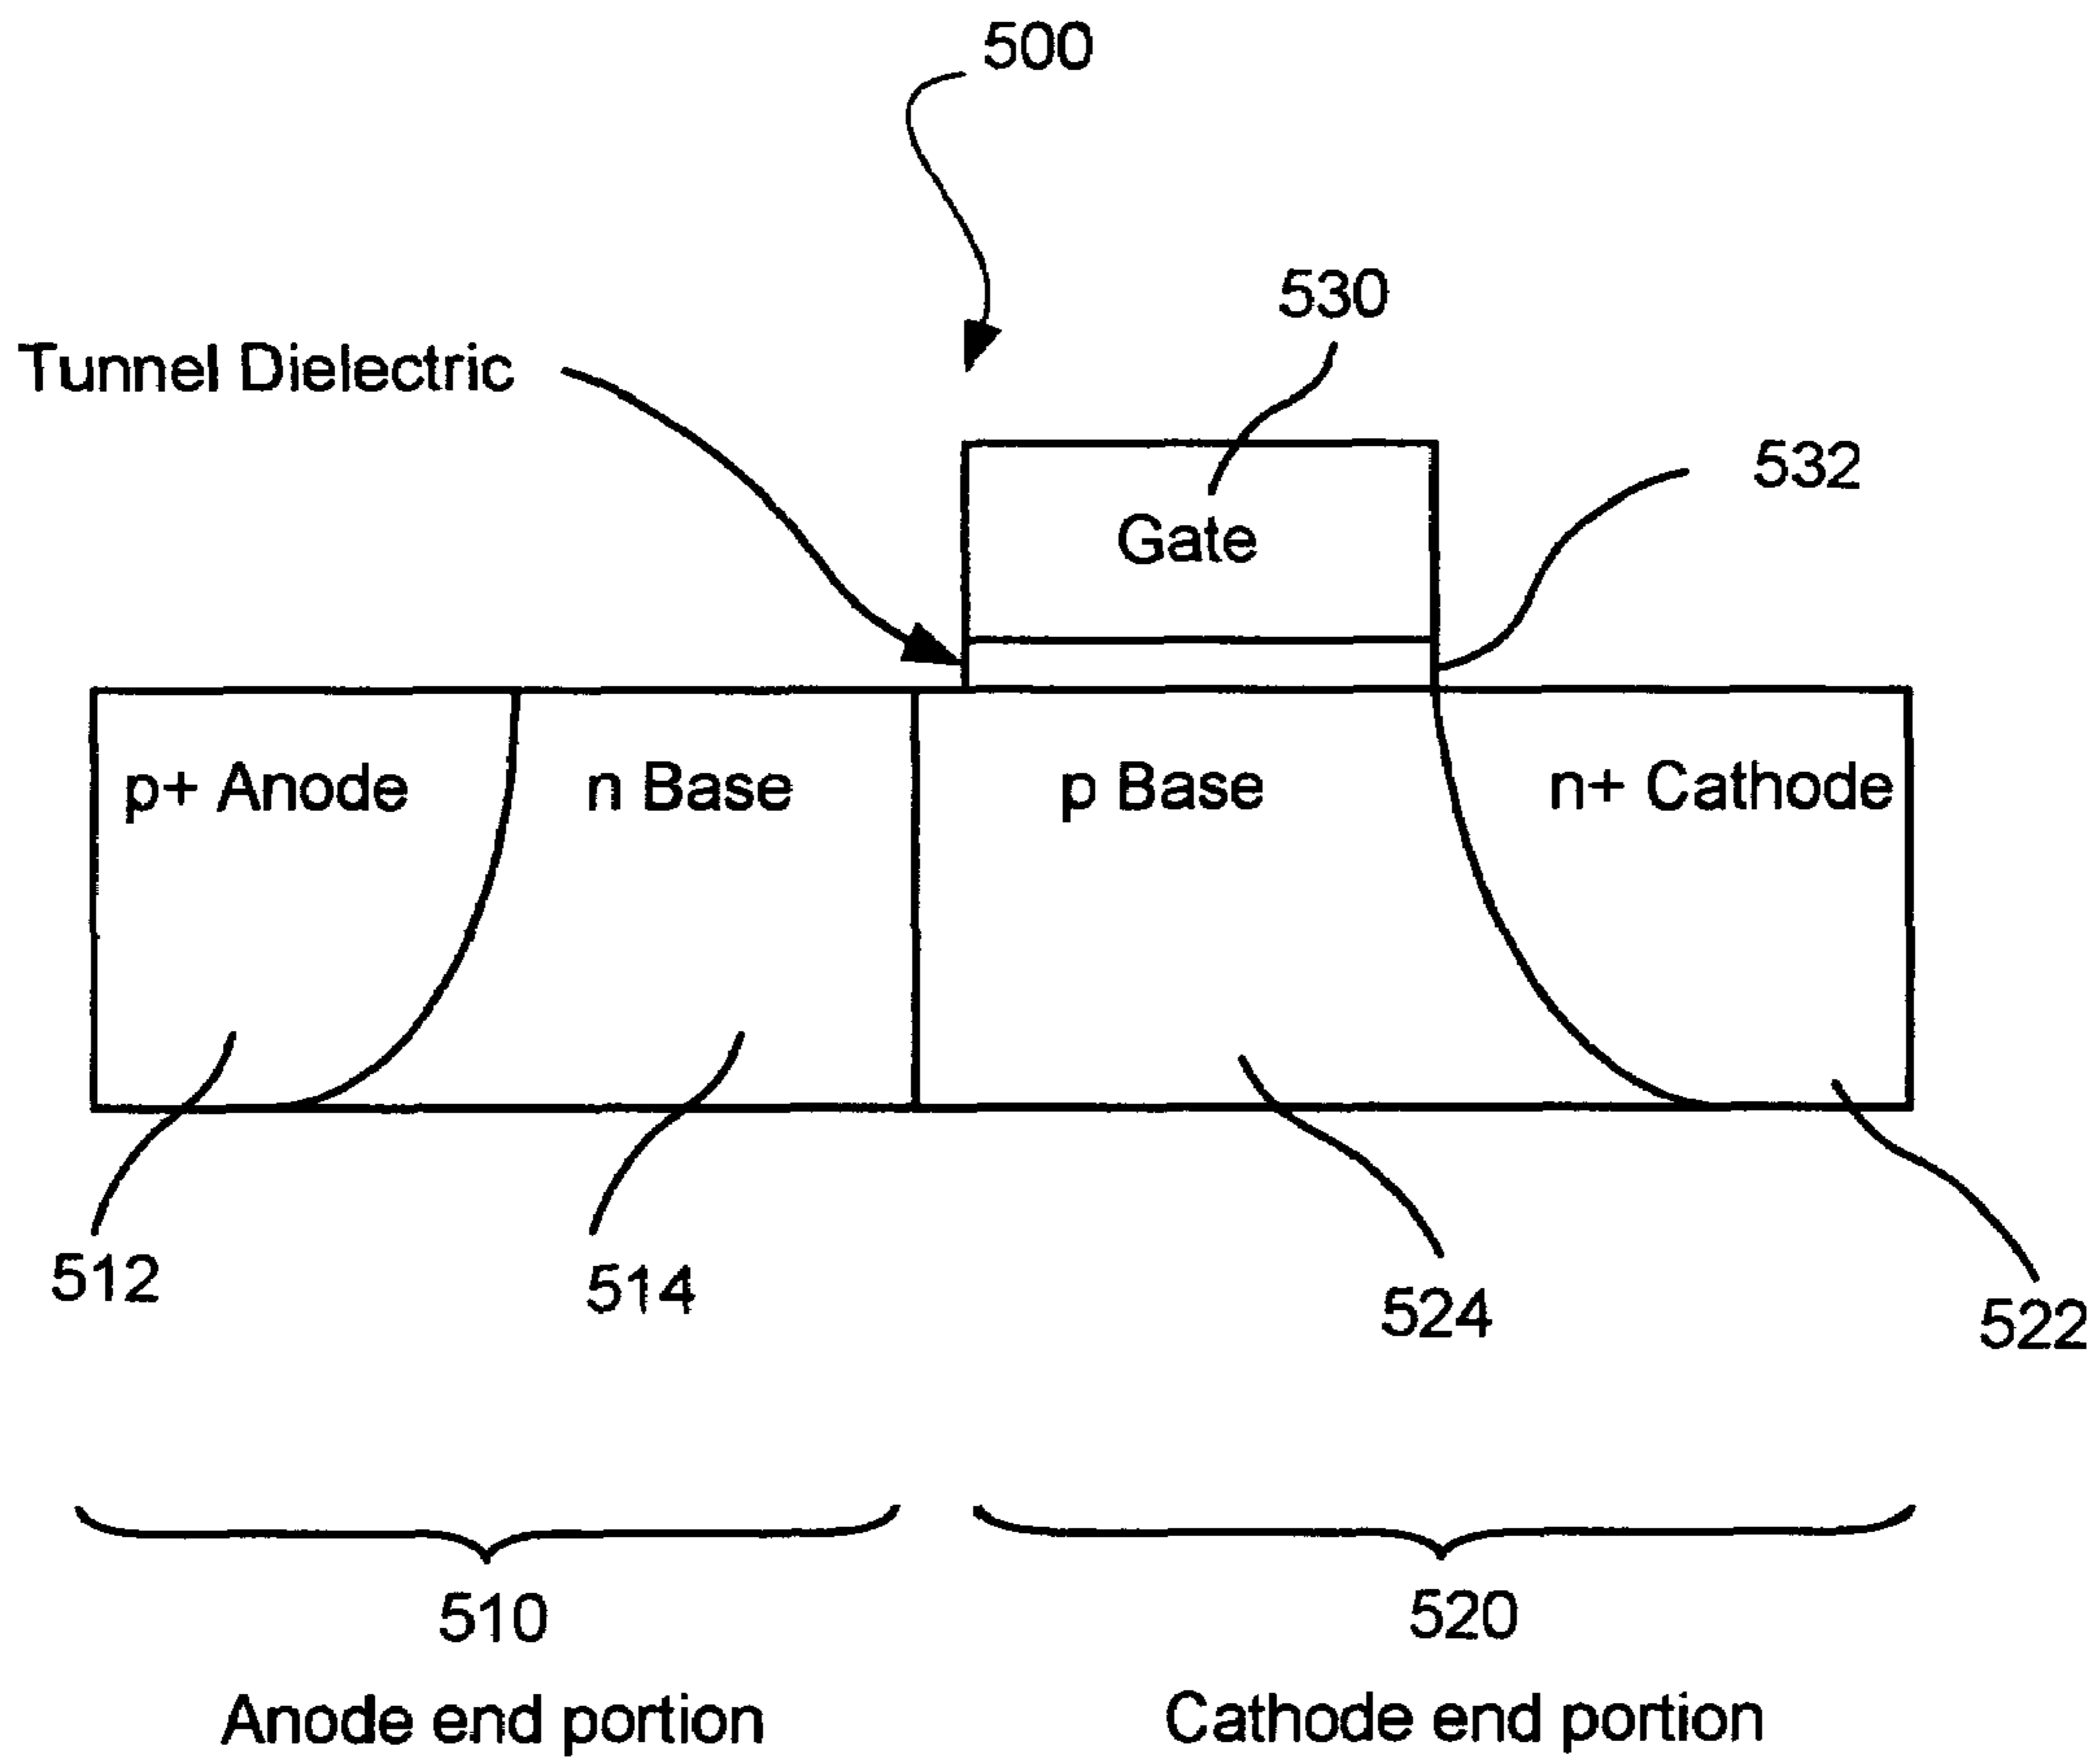 500
530
Tunnel Dielectric
532
Gate
p+ Anode
n Base
p Base
n+ Cathode
512
514
524
522
510
520
Anode end portion
Cathode end portion